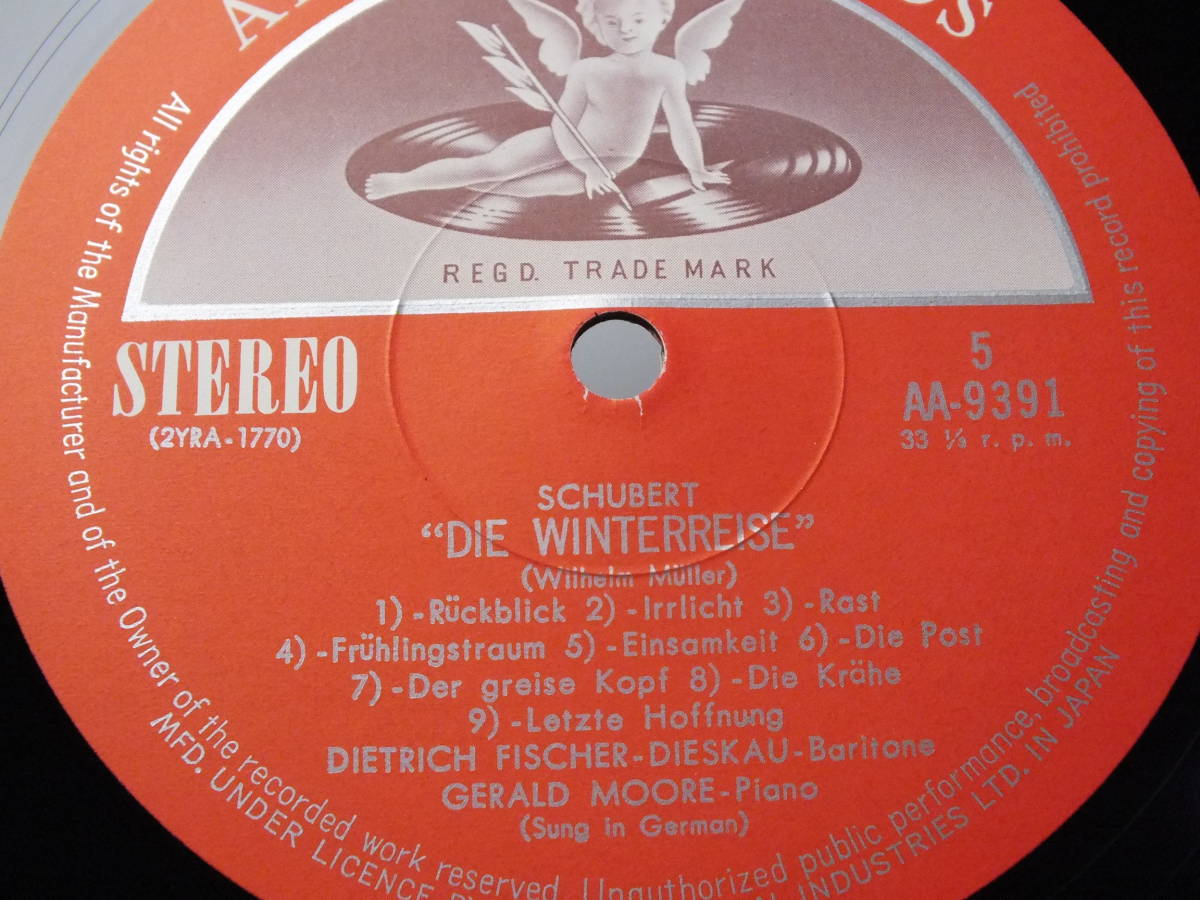 REGD. TRADE MARK
STEREO
(2YRA-1770)
5
AA-9391
33 ⅓ r. p. m.
SCHUBERT
“DIE WINTERREISE”
(Wilhelm Müller)
1)-Rückblick 2)-Irrlicht 3)-Rast
4)-Frühlingstraum 5)-Einsamkeit 6)-Die Post
7)-Der greise Kopf 8)-Die Krähe
9)-Letzte Hoffnung
DIETRICH FISCHER-DIESKAU-Baritone
GERALD MOORE-Piano
(Sung in German)
All rights of the Manufacturer and of the Owner of the recorded work reserved. Unauthorized public performance, broadcasting and copying of this record prohibited
MFD. UNDER LICENCE INDUSTRIES LTD. IN JAPAN